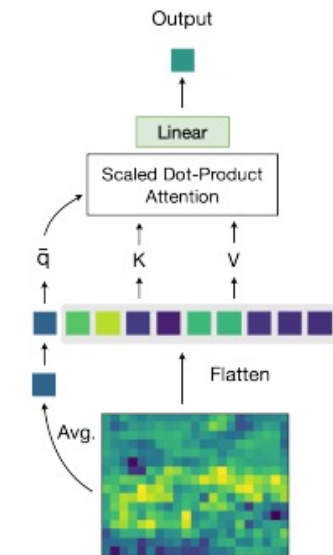 Output
Linear
Scaled Dot-Product
Attention
q̄
K
V
Flatten
Avg.